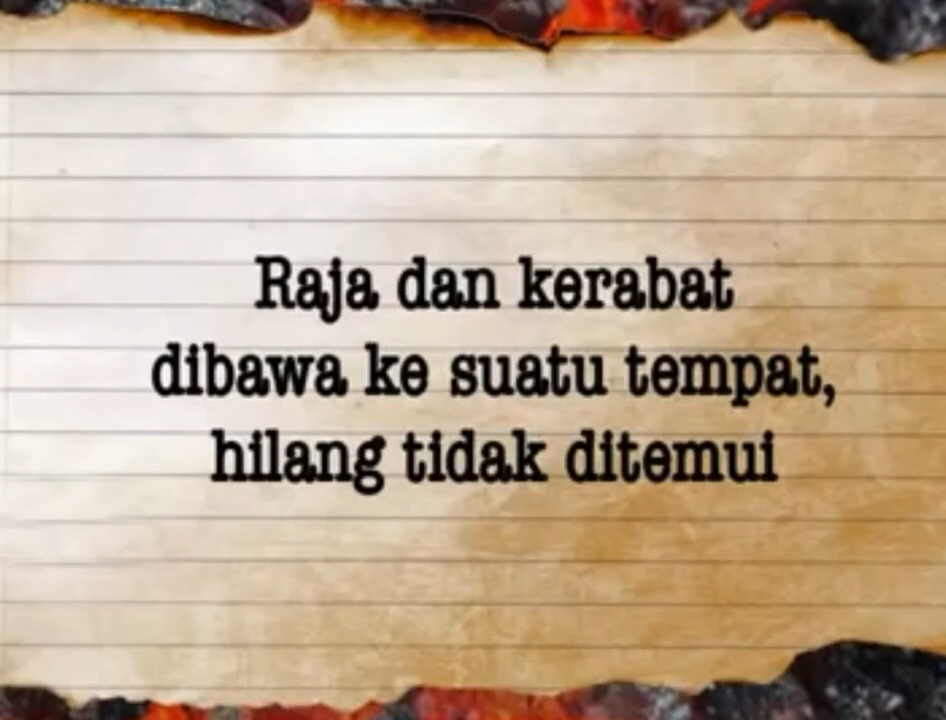 Raja dan kerabat
dibawa ke suatu tempat,
hilang tidak ditemui